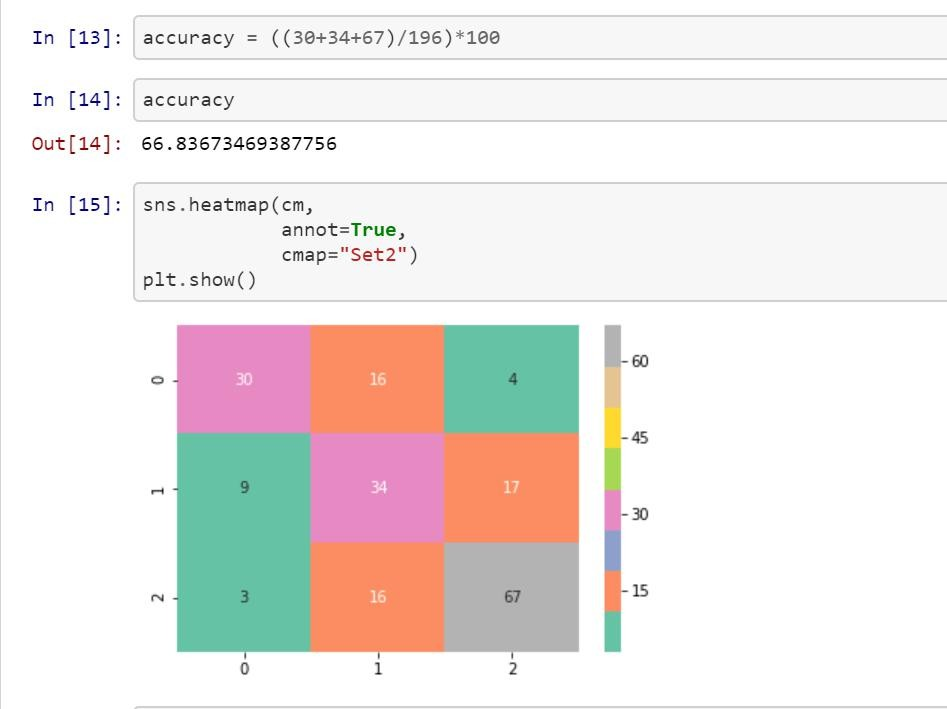 In [13]: accuracy = ((30+34+67)/196)*100
In [14]: accuracy
Out[14]: 66.83673469387756
In [15]: sns.heatmap(cm,
            annot=True,
            cmap="Set2")
plt.show()
0 30 16 4
1 9 34 17
2 3 16 67
0 1 2
60
45
30
15